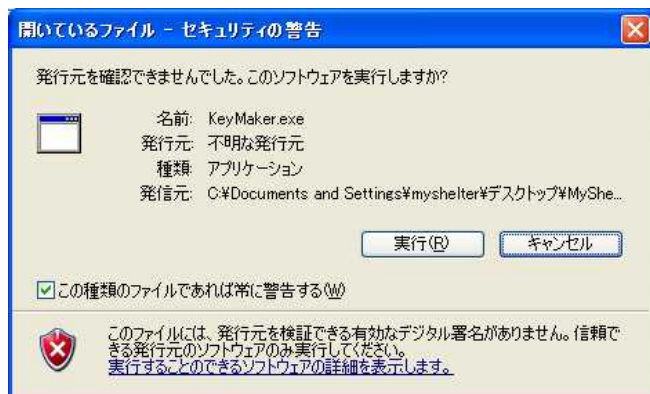 開いているファイル - セキュリティの警告
発行元を確認できませんでした。このソフトウェアを実行しますか?
名前: KeyMaker.exe
発行元: 不明な発行元
種類: アプリケーション
発信元: C:¥Documents and Settings¥myshelter¥デスクトップ¥MyShe...
実行(R) キャンセル
この種類のファイルであれば常に警告する(W)
このファイルには、発行元を検証できる有効なデジタル署名がありません。信頼で
きる発行元のソフトウェアのみ実行してください。
実行することのできるソフトウェアの詳細を表示します。